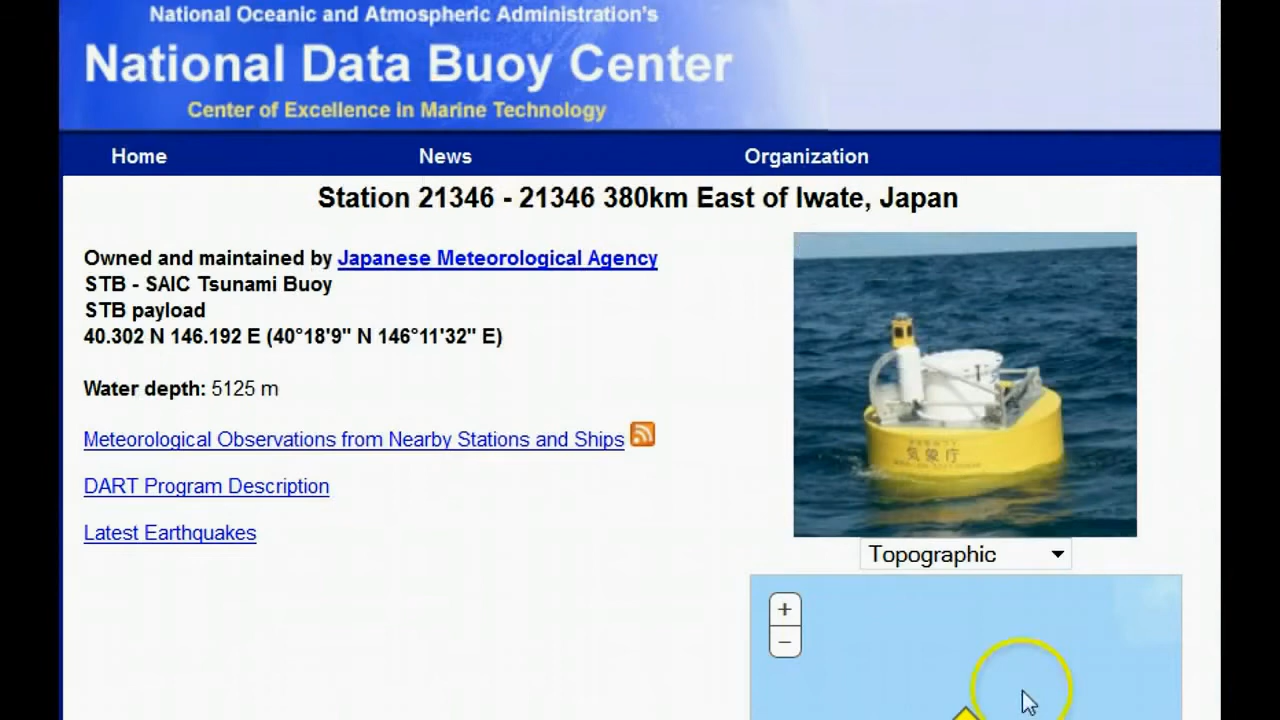 National Oceanic and Atmospheric Administration's
National Data Buoy Center
Center of Excellence in Marine Technology
Home News Organization
Station 21346 - 21346 380km East of Iwate, Japan
Owned and maintained by Japanese Meteorological Agency
STB - SAIC Tsunami Buoy
STB payload
40.302 N 146.192 E (40°18'9" N 146°11'32" E)
Water depth: 5125 m
Meteorological Observations from Nearby Stations and Ships
DART Program Description
Latest Earthquakes
気象庁
Topographic
+
−